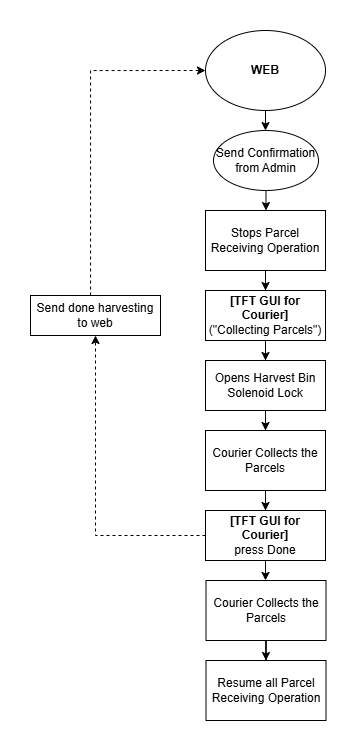 WEB
Send Confirmation
from Admin
Stops Parcel
Receiving Operation
[TFT GUI for
Courier]
("Collecting Parcels")
Send done harvesting
to web
Opens Harvest Bin
Solenoid Lock
Courier Collects the
Parcels
[TFT GUI for
Courier]
press Done
Courier Collects the
Parcels
Resume all Parcel
Receiving Operation